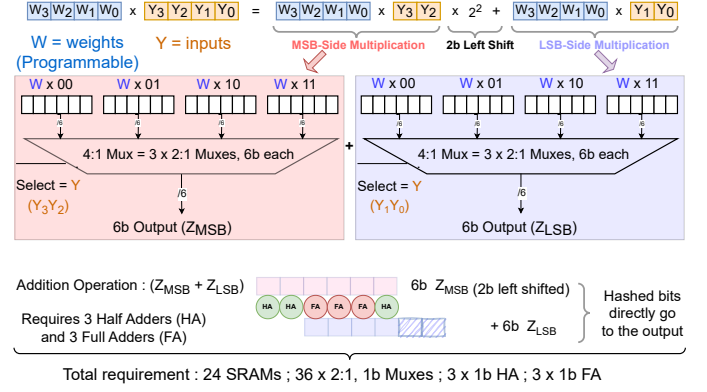 W3 W2 W1 W0 x Y3 Y2 Y1 Y0 = W3 W2 W1 W0 x Y3 Y2 x 2² + W3 W2 W1 W0 x Y1 Y0
W = weights
(Programmable)
Y = inputs
MSB-Side Multiplication
2b Left Shift
LSB-Side Multiplication
W x 00 W x 01 W x 10 W x 11
/6 /6 /6 /6
4:1 Mux = 3 x 2:1 Muxes, 6b each
Select = Y
(Y3Y2)
/6
6b Output (ZMSB)
+
W x 00 W x 01 W x 10 W x 11
/6 /6 /6 /6
4:1 Mux = 3 x 2:1 Muxes, 6b each
Select = Y
(Y1Y0)
/6
6b Output (ZLSB)
Addition Operation : (ZMSB + ZLSB)
Requires 3 Half Adders (HA)
and 3 Full Adders (FA)
6b ZMSB (2b left shifted)
HA HA FA FA FA HA
+ 6b ZLSB
Hashed bits
directly go
to the output
Total requirement : 24 SRAMs ; 36 x 2:1, 1b Muxes ; 3 x 1b HA ; 3 x 1b FA